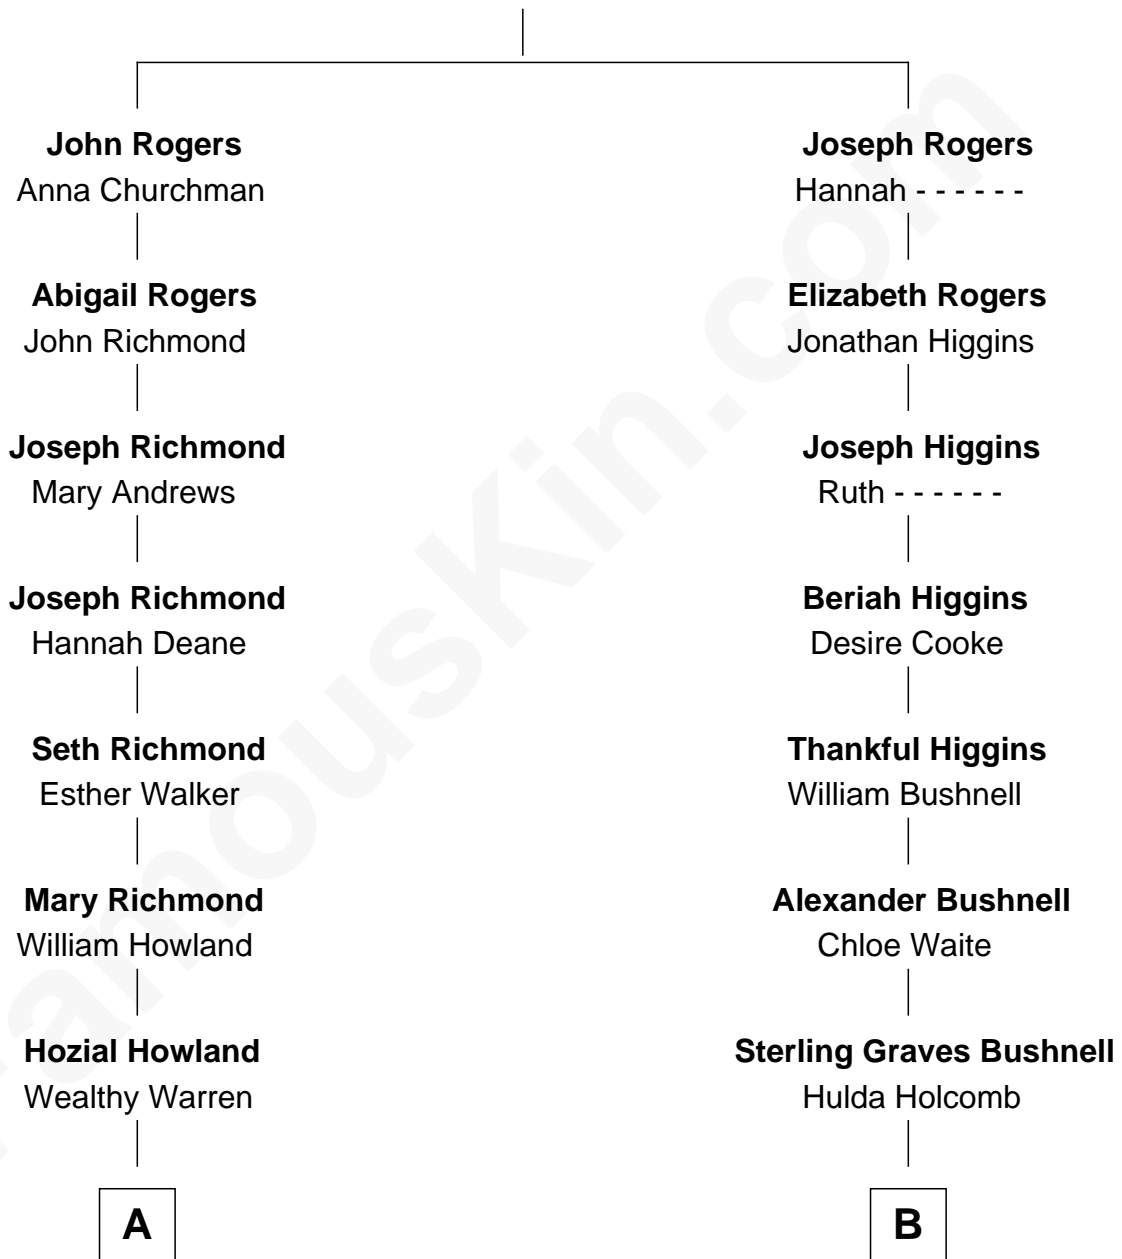 John Rogers
Anna Churchman
Abigail Rogers
John Richmond
Joseph Richmond
Mary Andrews
Joseph Richmond
Hannah Deane
Seth Richmond
Esther Walker
Mary Richmond
William Howland
Hozial Howland
Wealthy Warren
A
Joseph Rogers
Hannah - - - - - -
Elizabeth Rogers
Jonathan Higgins
Joseph Higgins
Ruth - - - - - -
Beriah Higgins
Desire Cooke
Thankful Higgins
William Bushnell
Alexander Bushnell
Chloe Waite
Sterling Graves Bushnell
Hulda Holcomb
B
FamousKin.com